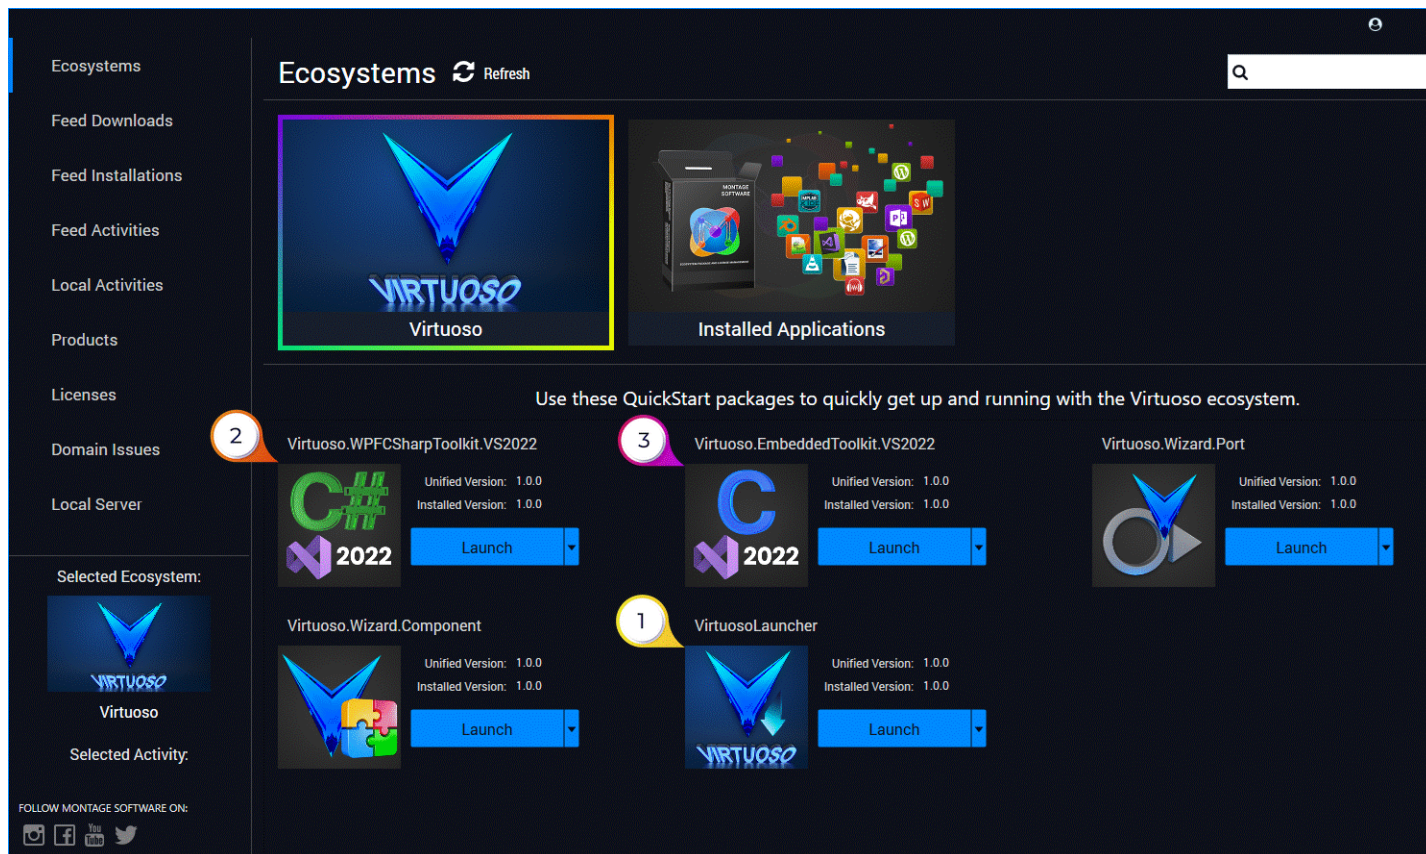 Ecosystems
Feed Downloads
Feed Installations
Feed Activities
Local Activities
Products
Licenses
Domain Issues
Local Server
Selected Ecosystem:
VIRTUOSO
Virtuoso
Selected Activity:
FOLLOW MONTAGE SOFTWARE ON:
You
Tube
Ecosystems Refresh
VIRTUOSO
Virtuoso
MONTAGE
SOFTWARE
SW
P
Installed Applications
Use these QuickStart packages to quickly get up and running with the Virtuoso ecosystem.
2
Virtuoso.WPFCSharpToolkit.VS2022
C#
2022
Unified Version: 1.0.0
Installed Version: 1.0.0
Launch
3
Virtuoso.EmbeddedToolkit.VS2022
C
2022
Unified Version: 1.0.0
Installed Version: 1.0.0
Launch
Virtuoso.Wizard.Port
Unified Version: 1.0.0
Installed Version: 1.0.0
Launch
Virtuoso.Wizard.Component
Unified Version: 1.0.0
Installed Version: 1.0.0
Launch
1
VirtuosoLauncher
VIRTUOSO
Unified Version: 1.0.0
Installed Version: 1.0.0
Launch